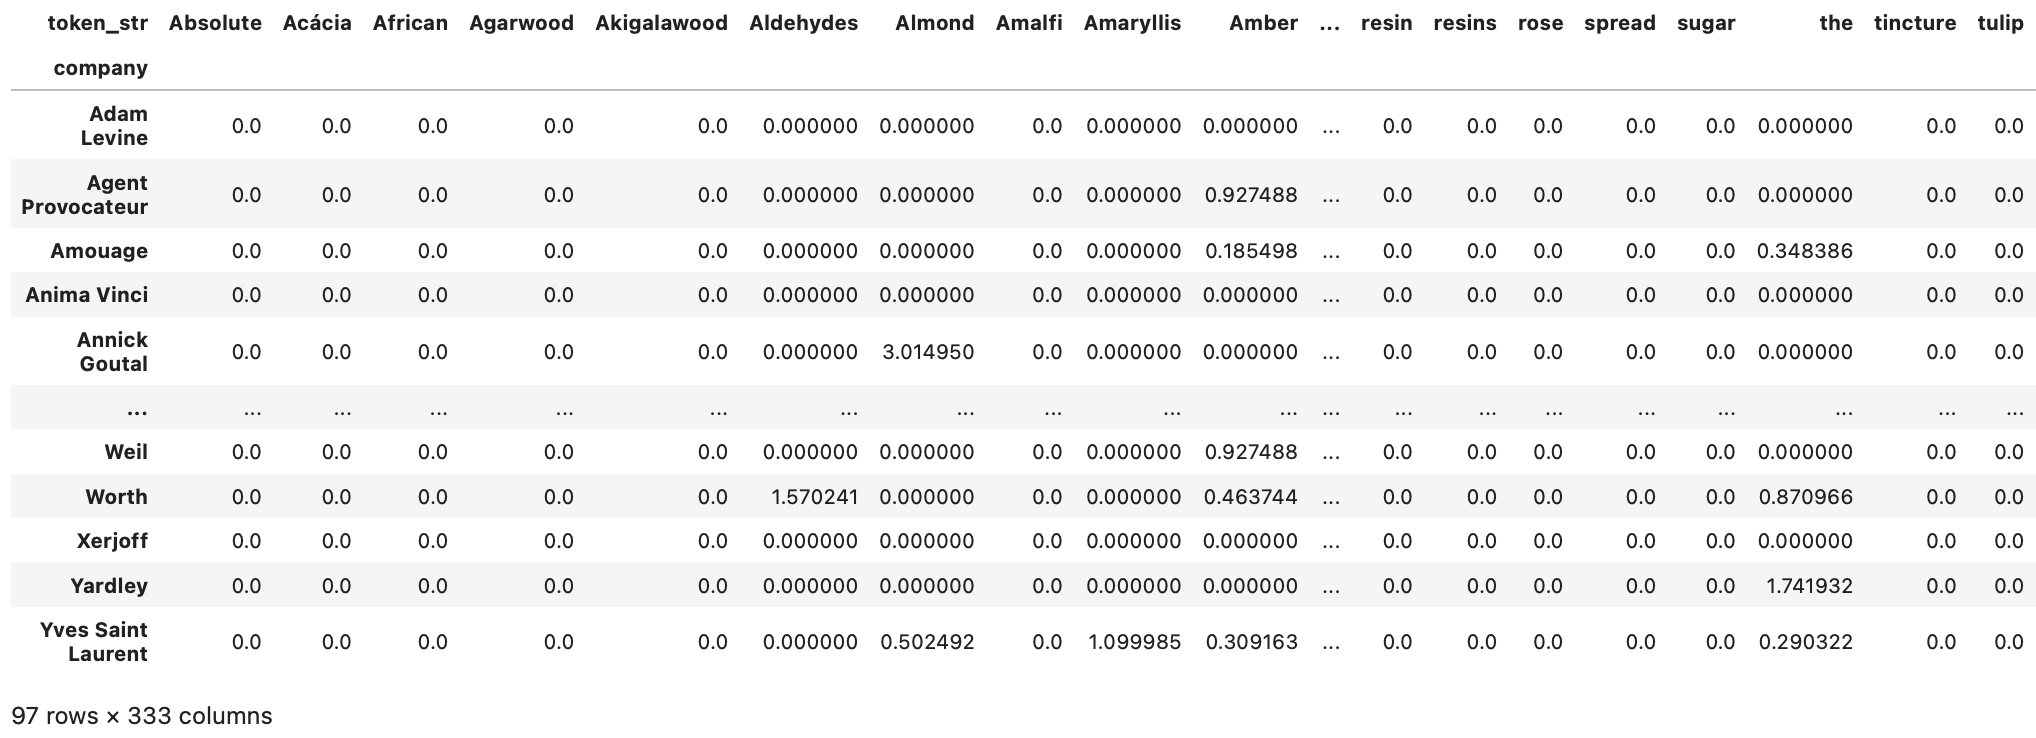 token_str Absolute Acácia African Agarwood Akigalawood Aldehydes Almond Amalfi Amaryllis Amber ... resin resins rose spread sugar the tincture tulip
company
Adam
Levine 0.0 0.0 0.0 0.0 0.0 0.000000 0.000000 0.0 0.000000 0.000000 ... 0.0 0.0 0.0 0.0 0.0 0.000000 0.0 0.0
Agent
Provocateur 0.0 0.0 0.0 0.0 0.0 0.000000 0.000000 0.0 0.000000 0.927488 ... 0.0 0.0 0.0 0.0 0.0 0.000000 0.0 0.0
Amouage 0.0 0.0 0.0 0.0 0.0 0.000000 0.000000 0.0 0.000000 0.185498 ... 0.0 0.0 0.0 0.0 0.0 0.348386 0.0 0.0
Anima Vinci 0.0 0.0 0.0 0.0 0.0 0.000000 0.000000 0.0 0.000000 0.000000 ... 0.0 0.0 0.0 0.0 0.0 0.000000 0.0 0.0
Annick
Goutal 0.0 0.0 0.0 0.0 0.0 0.000000 3.014950 0.0 0.000000 0.000000 ... 0.0 0.0 0.0 0.0 0.0 0.000000 0.0 0.0
... ... ... ... ... ... ... ... ... ... ... ... ... ... ... ... ... ... ... ...
Weil 0.0 0.0 0.0 0.0 0.0 0.000000 0.000000 0.0 0.000000 0.927488 ... 0.0 0.0 0.0 0.0 0.0 0.000000 0.0 0.0
Worth 0.0 0.0 0.0 0.0 0.0 1.570241 0.000000 0.0 0.000000 0.463744 ... 0.0 0.0 0.0 0.0 0.0 0.870966 0.0 0.0
Xerjoff 0.0 0.0 0.0 0.0 0.0 0.000000 0.000000 0.0 0.000000 0.000000 ... 0.0 0.0 0.0 0.0 0.0 0.000000 0.0 0.0
Yardley 0.0 0.0 0.0 0.0 0.0 0.000000 0.000000 0.0 0.000000 0.000000 ... 0.0 0.0 0.0 0.0 0.0 1.741932 0.0 0.0
Yves Saint
Laurent 0.0 0.0 0.0 0.0 0.0 0.000000 0.502492 0.0 1.099985 0.309163 ... 0.0 0.0 0.0 0.0 0.0 0.290322 0.0 0.0
97 rows × 333 columns